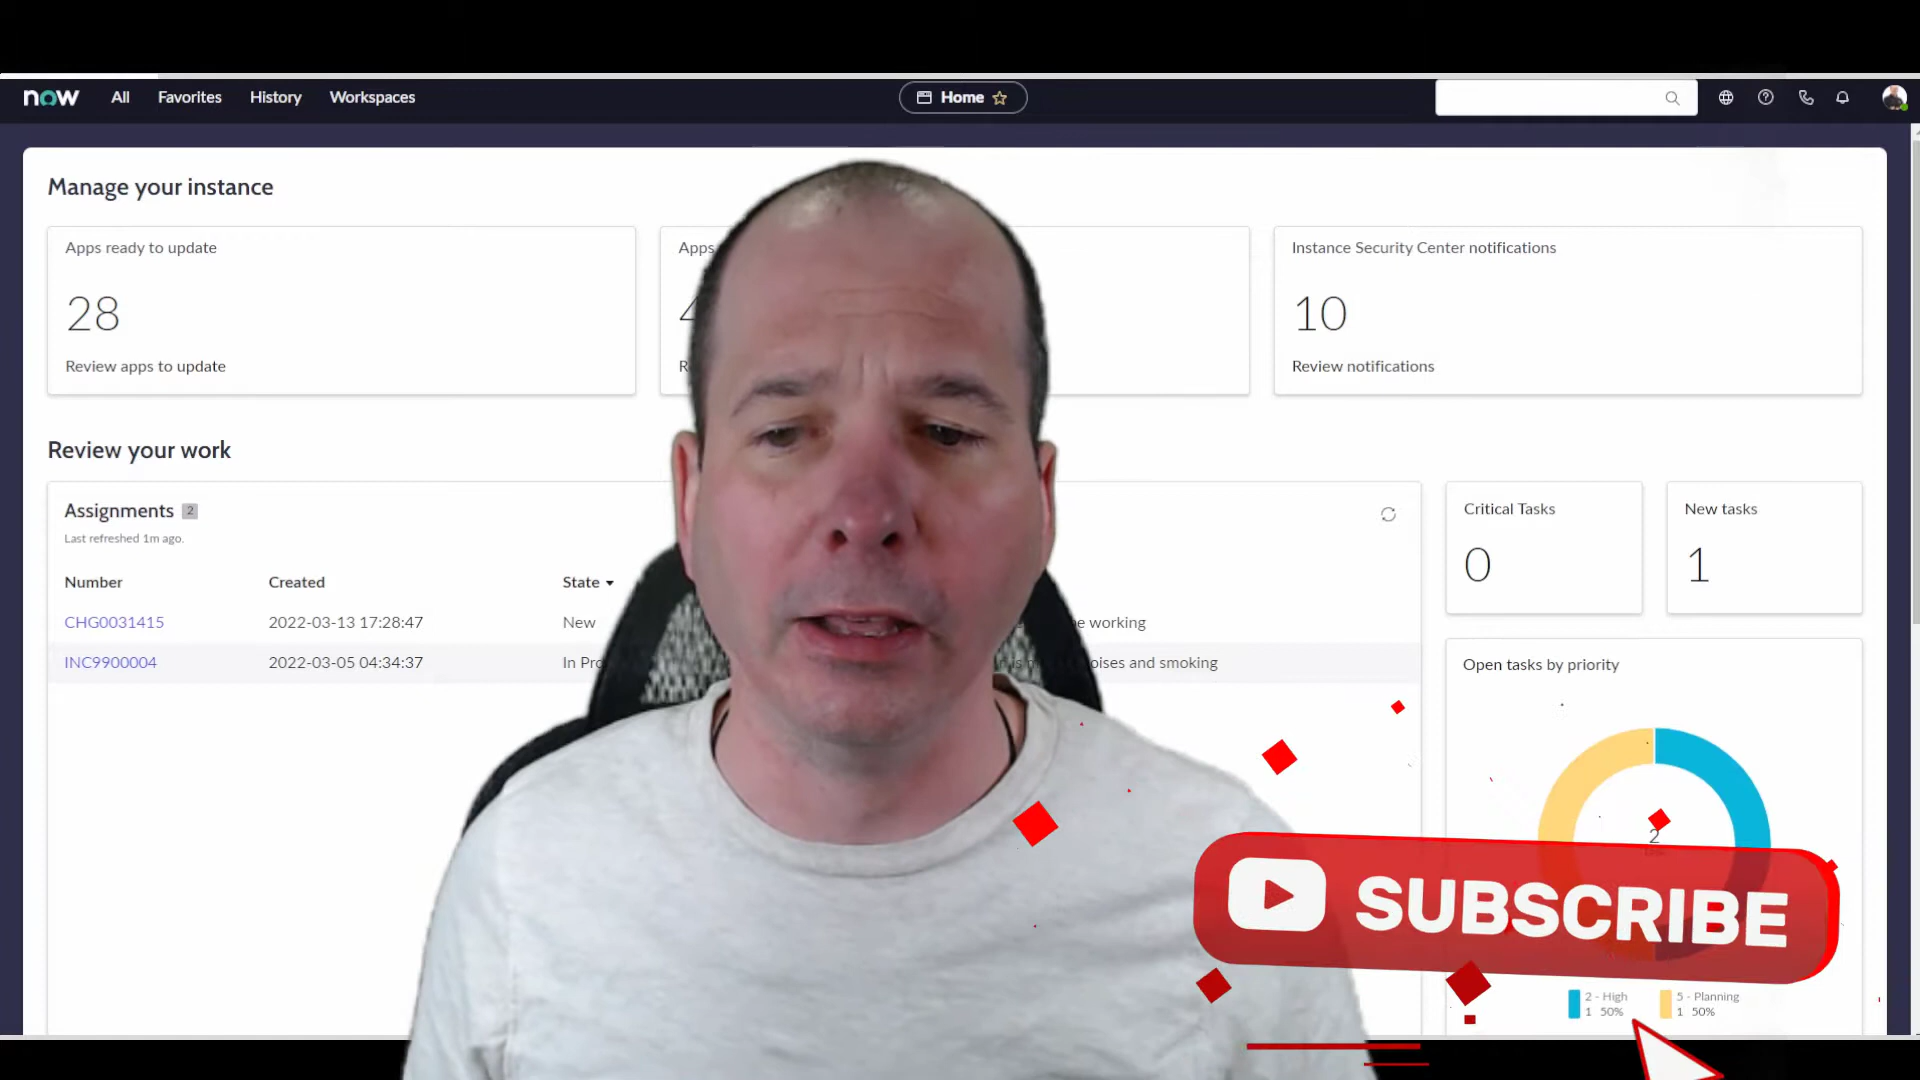 now All Favorites History Workspaces Home
Manage your instance
Apps ready to update
28
Review apps to update
Apps
Instance Security Center notifications
10
Review notifications
Review your work
Assignments 2
Last refreshed 1m ago.
Number Created State
CHG0031415 2022-03-13 17:28:47 New working
INC9900004 2022-03-05 04:34:37 In and smoking
Critical Tasks
0
New tasks
1
Open tasks by priority
2
SUBSCRIBE
2 - High
1 50%
5 - Planning
1 50%